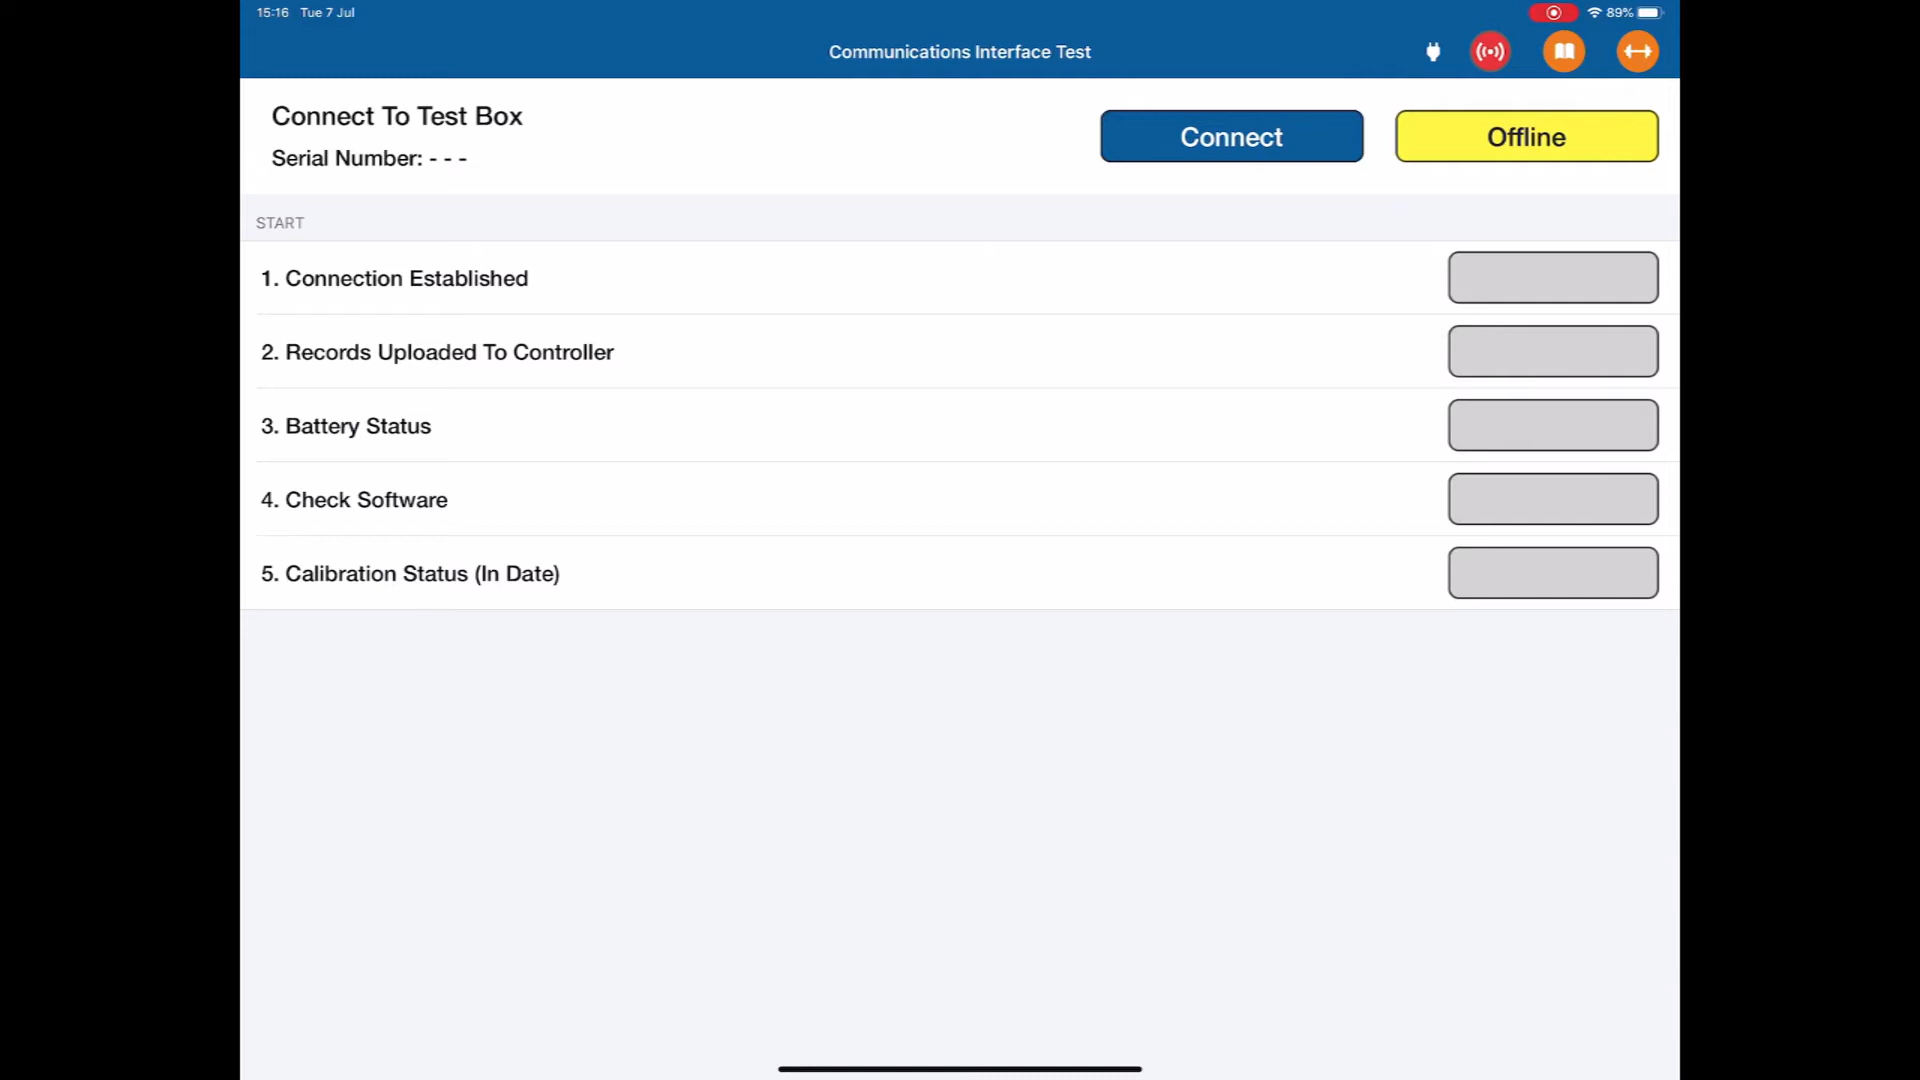 15:16 Tue 7 Jul
89%
Communications Interface Test
Connect To Test Box
Serial Number: - - -
Connect
Offline
START
1. Connection Established
2. Records Uploaded To Controller
3. Battery Status
4. Check Software
5. Calibration Status (In Date)